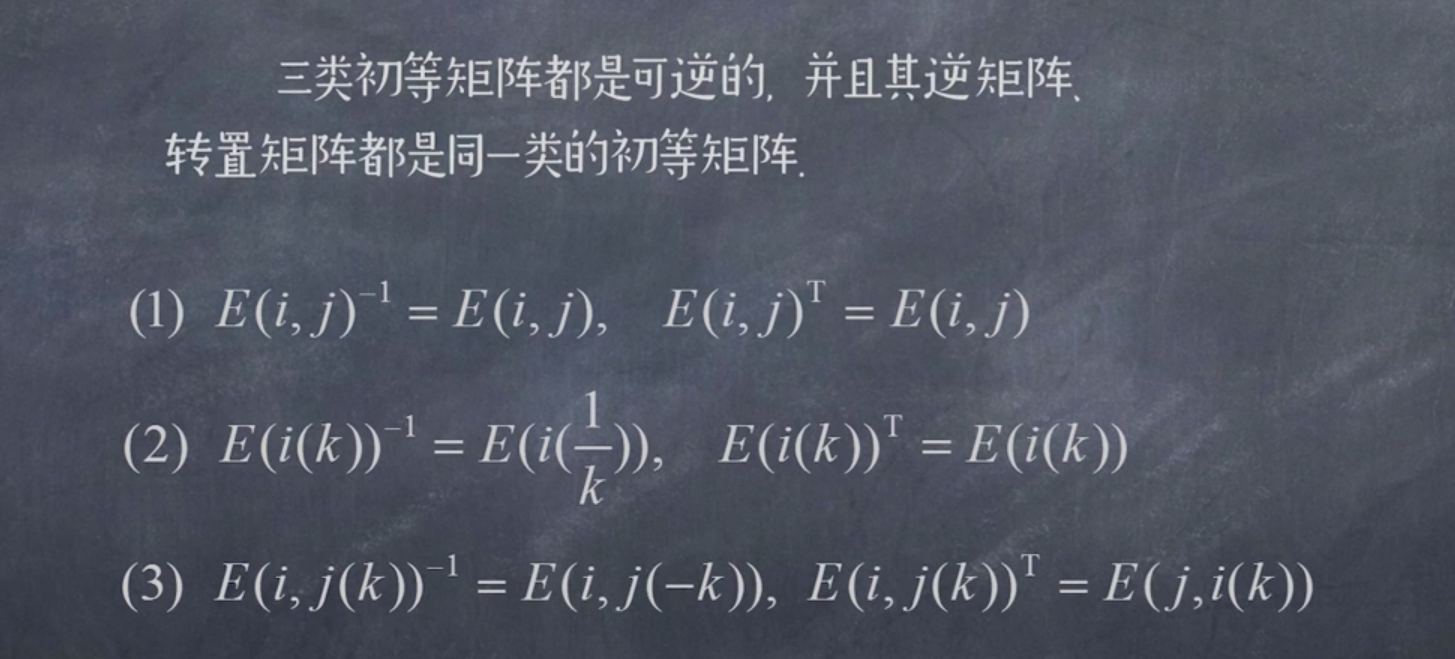 三类初等矩阵都是可逆的, 并且其逆矩阵、
转置矩阵都是同一类的初等矩阵.
(1) $E(i,j)^{-1} = E(i,j),\quad E(i,j)^{\mathrm{T}} = E(i,j)$
(2) $E(i(k))^{-1} = E(i(\frac{1}{k})),\quad E(i(k))^{\mathrm{T}} = E(i(k))$
(3) $E(i,j(k))^{-1} = E(i,j(-k)),\ E(i,j(k))^{\mathrm{T}} = E(j,i(k))$